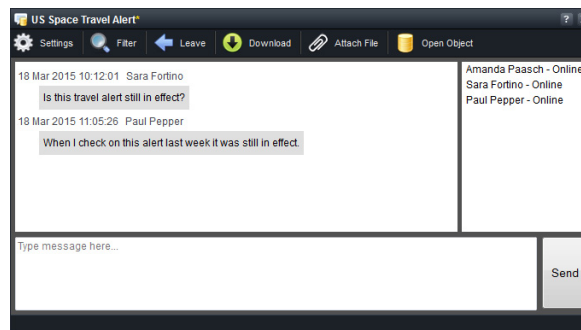 US Space Travel Alert*
?
Settings Filter Leave Download Attach File Open Object
18 Mar 2015 10:12:01 Sara Fortino
Is this travel alert still in effect?
18 Mar 2015 11:05:26 Paul Pepper
When I check on this alert last week it was still in effect.
Amanda Paasch - Online
Sara Fortino - Online
Paul Pepper - Online
Type message here...
Send